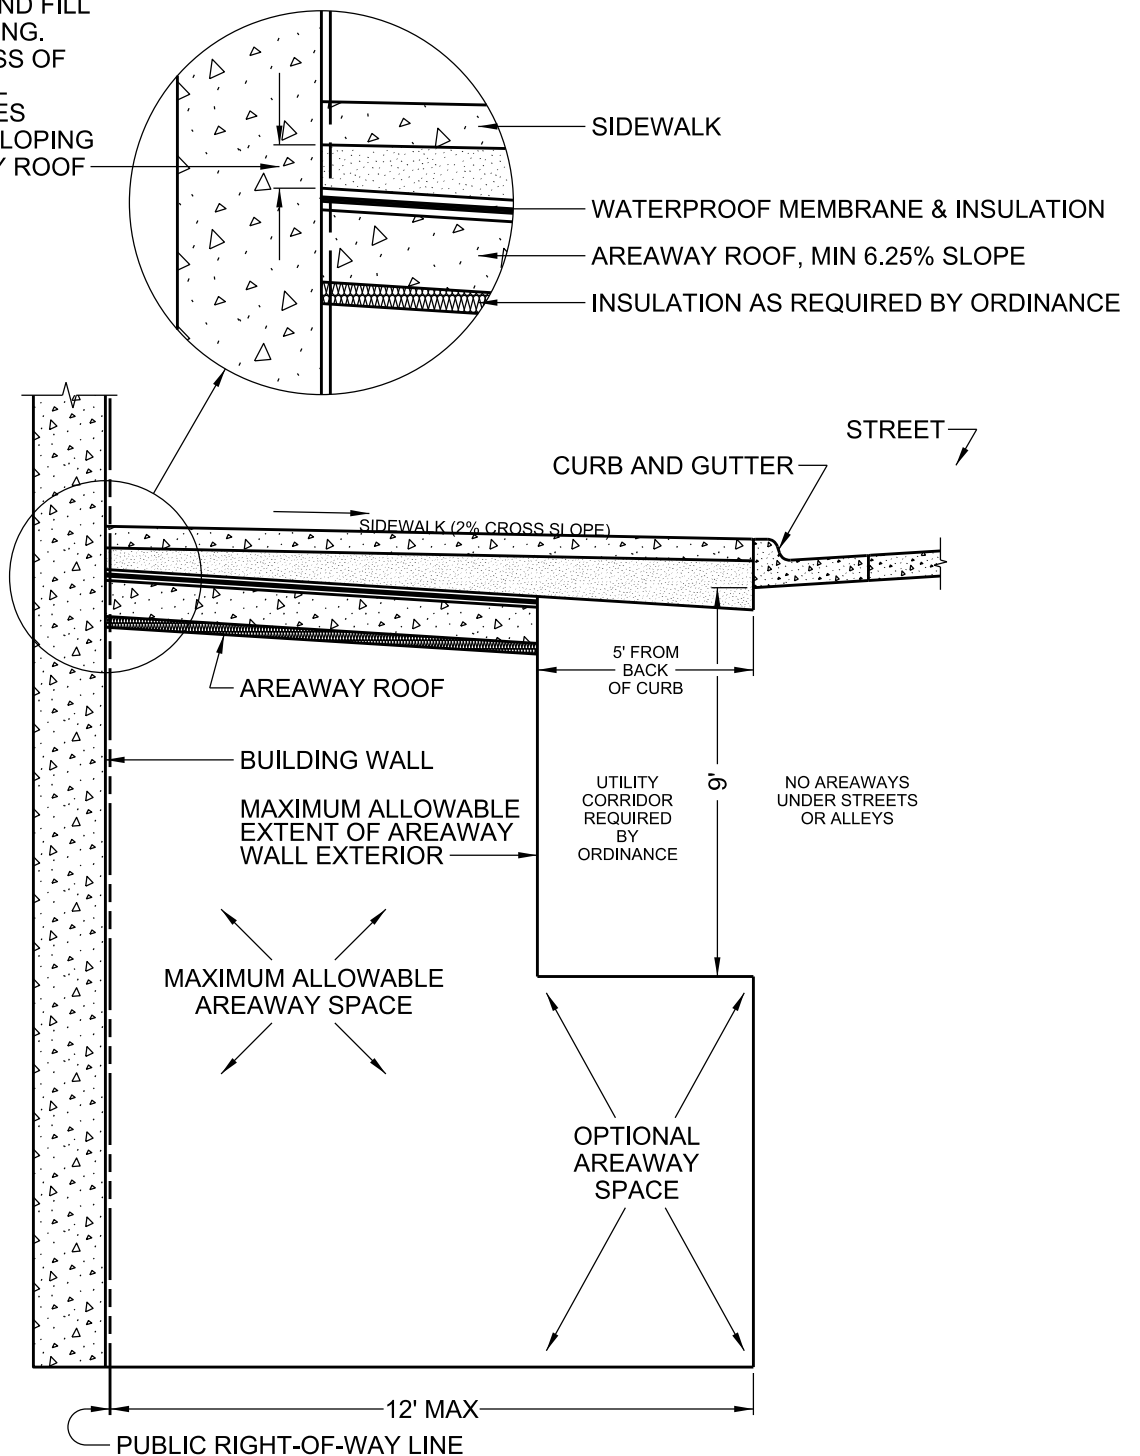 ND FILL
NG.
SS OF
ES
LOPING
Y ROOF
SIDEWALK
WATERPROOF MEMBRANE & INSULATION
AREAWAY ROOF, MIN 6.25% SLOPE
INSULATION AS REQUIRED BY ORDINANCE
STREET
CURB AND GUTTER
SIDEWALK (2% CROSS SLOPE)
5' FROM
BACK
OF CURB
AREAWAY ROOF
BUILDING WALL
MAXIMUM ALLOWABLE
EXTENT OF AREAWAY
WALL EXTERIOR
UTILITY
CORRIDOR
REQUIRED
BY
ORDINANCE
9'
NO AREAWAYS
UNDER STREETS
OR ALLEYS
MAXIMUM ALLOWABLE
AREAWAY SPACE
OPTIONAL
AREAWAY
SPACE
12' MAX
PUBLIC RIGHT-OF-WAY LINE